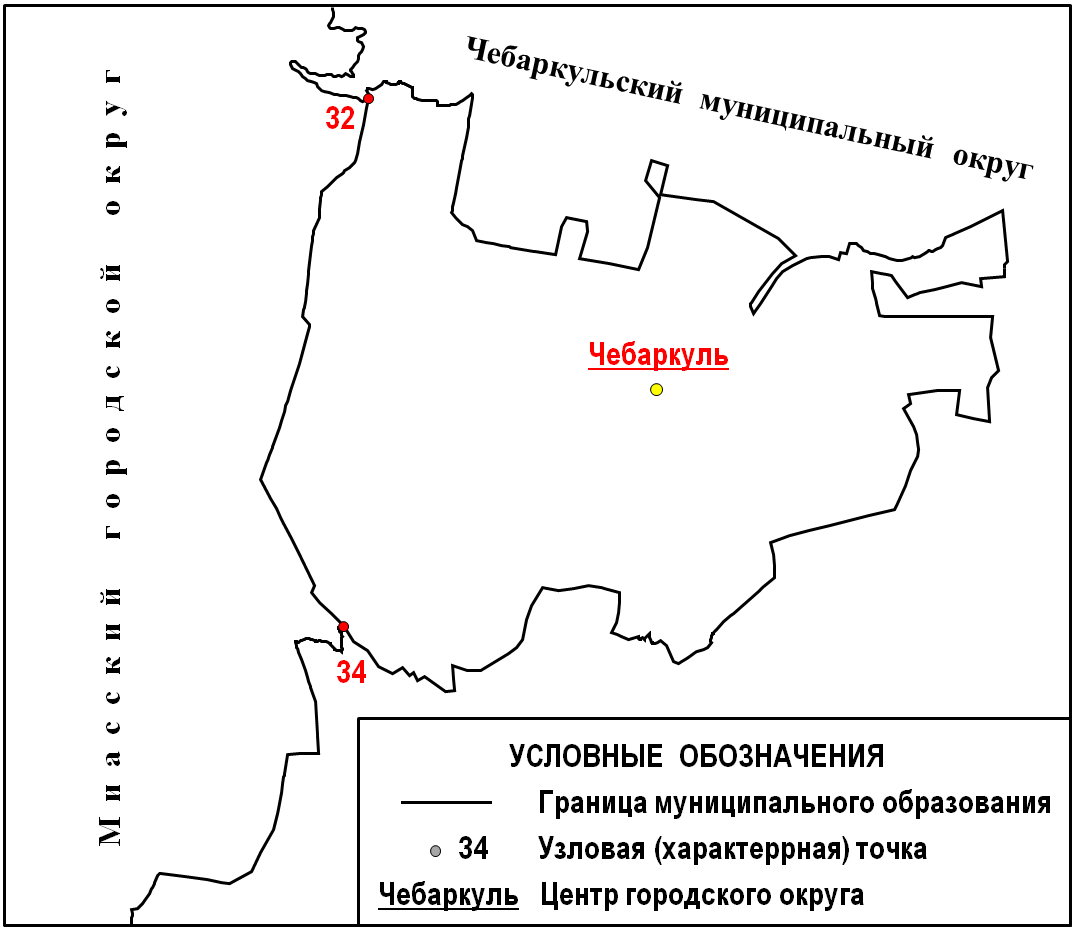 Чебаркульский муниципальный округ
Миасский городской округ
32
Чебаркуль
34
УСЛОВНЫЕ ОБОЗНАЧЕНИЯ
Граница муниципального образования
34 Узловая (характеррная) точка
Чебаркуль Центр городского округа